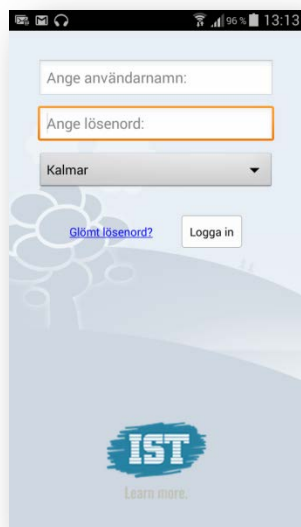 96 % 13:13
Ange användarnamn:
Ange lösenord:
Kalmar
Glömt lösenord? Logga in
IST
Learn more.